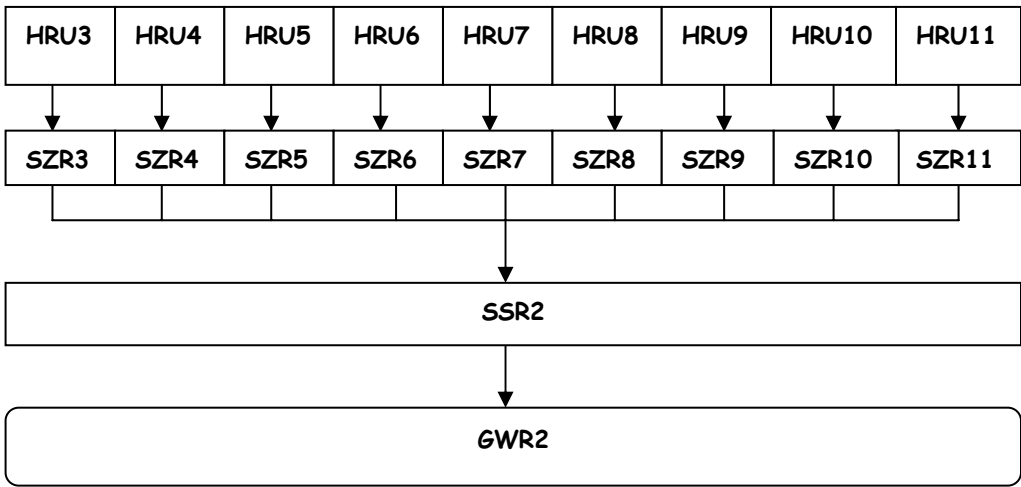 HRU3 HRU4 HRU5 HRU6 HRU7 HRU8 HRU9 HRU10 HRU11
SZR3 SZR4 SZR5 SZR6 SZR7 SZR8 SZR9 SZR10 SZR11
SSR2
GWR2